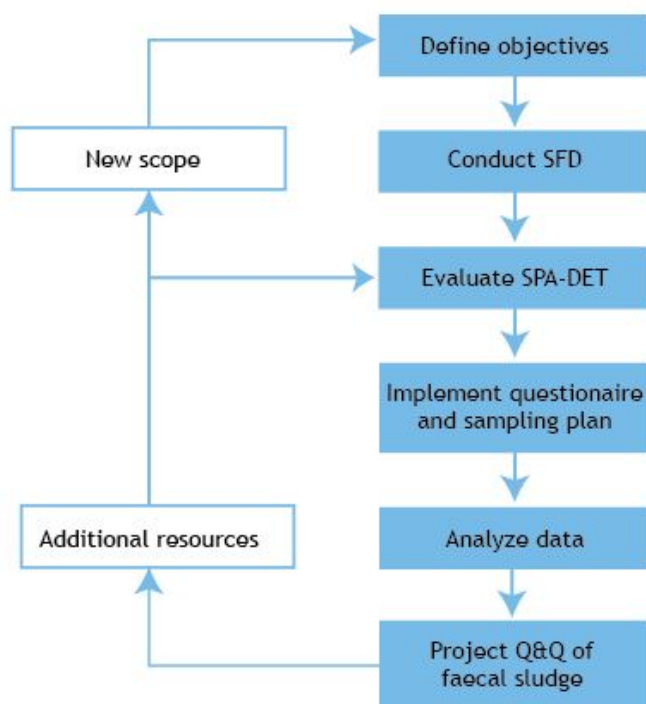 Define objectives
New scope
Conduct SFD
Evaluate SPA-DET
Implement questionaire
and sampling plan
Additional resources
Analyze data
Project Q&Q of
faecal sludge